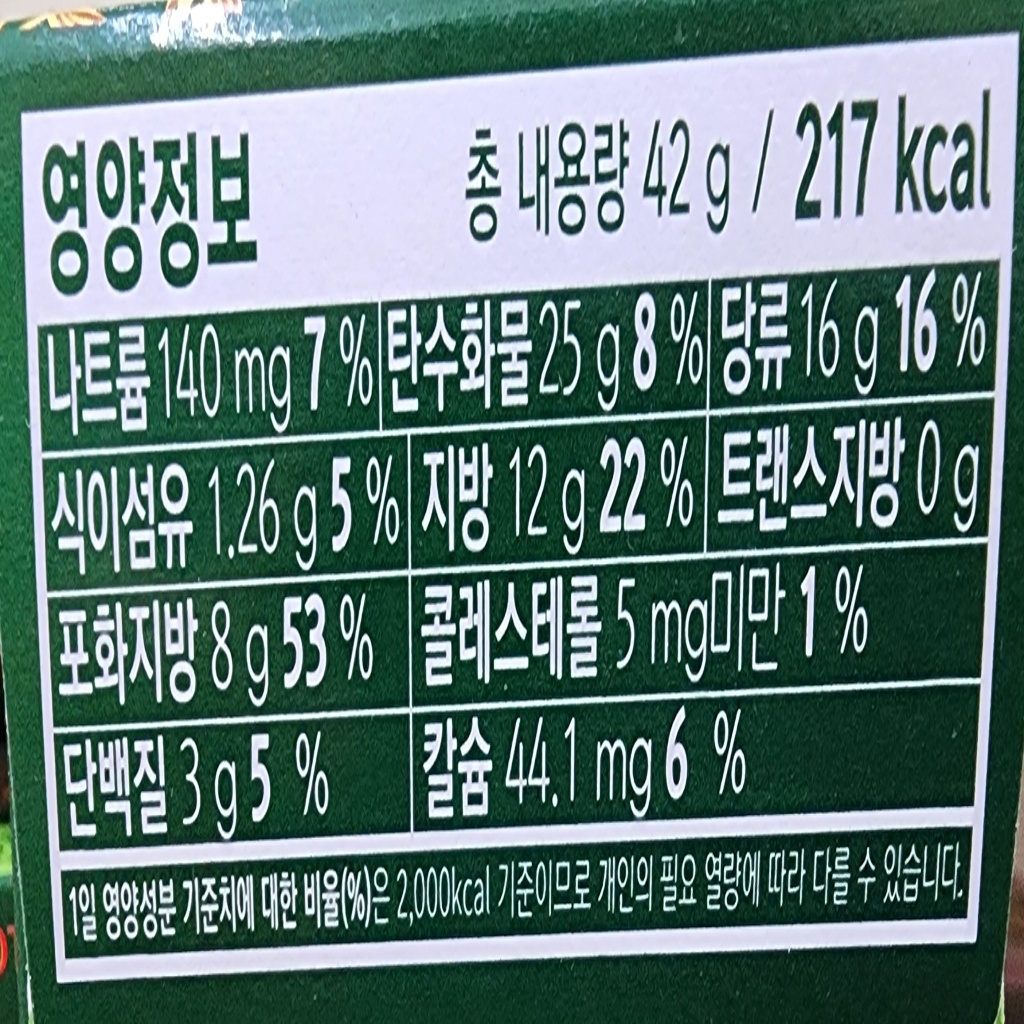 영양정보 총 내용량 42 g / 217 kcal
나트륨 140 mg 7 % 탄수화물 25 g 8 % 당류 16 g 16 %
식이섬유 1.26 g 5 % 지방 12 g 22 % 트랜스지방 0 g
포화지방 8 g 53 % 콜레스테롤 5 mg미만 1 %
단백질 3 g 5 % 칼슘 44.1 mg 6 %
1일 영양성분 기준치에 대한 비율(%)은 2,000kcal 기준이므로 개인의 필요 열량에 따라 다를 수 있습니다.